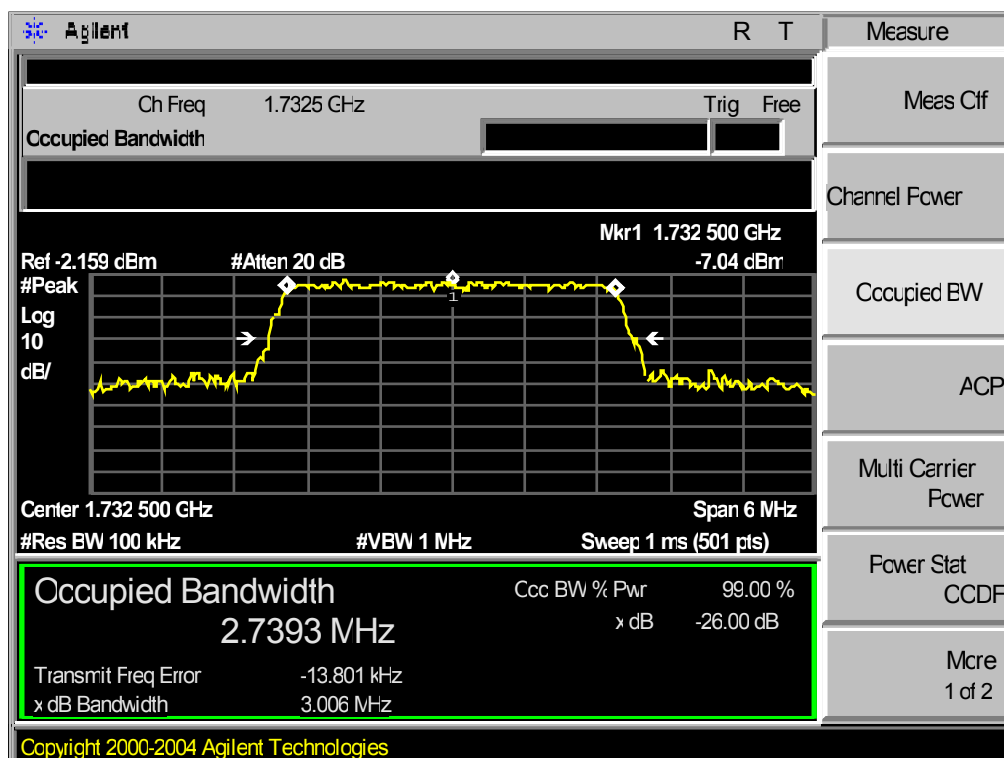 Agilent R T
Measure
Ch Freq 1.7325 GHz Trig Free
Occupied Bandwidth
Meas Off
Channel Power
Occupied BW
ACP
Multi Carrier
Power
Power Stat
CCDF
More
1 of 2
Mkr1 1.732 500 GHz
Ref -2.159 dBm #Atten 20 dB -7.04 dBm
#Peak
Log
10
dB/
1
Center 1.732 500 GHz Span 6 MHz
#Res BW 100 kHz #VBW 1 MHz Sweep 1 ms (501 pts)
Occupied Bandwidth Occ BW % Pwr 99.00 %
2.7393 MHz x dB -26.00 dB
Transmit Freq Error -13.801 kHz
x dB Bandwidth 3.006 MHz
Copyright 2000-2004 Agilent Technologies